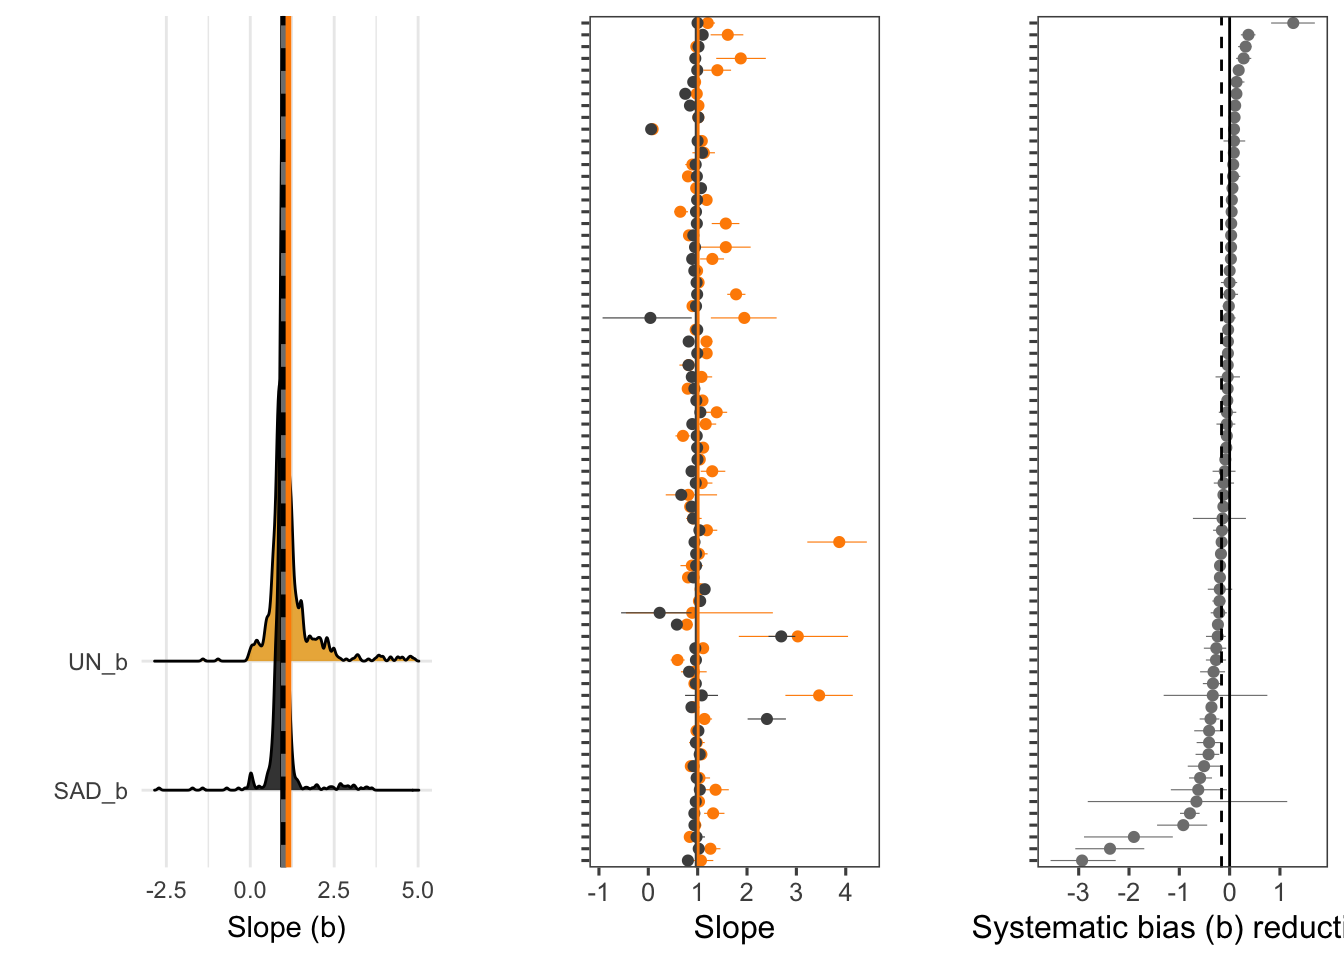 UN_b
SAD_b
-2.5 0.0 2.5 5.0
Slope (b)
-1 0 1 2 3 4
Slope
-3 -2 -1 0 1
Systematic bias (b) reducti